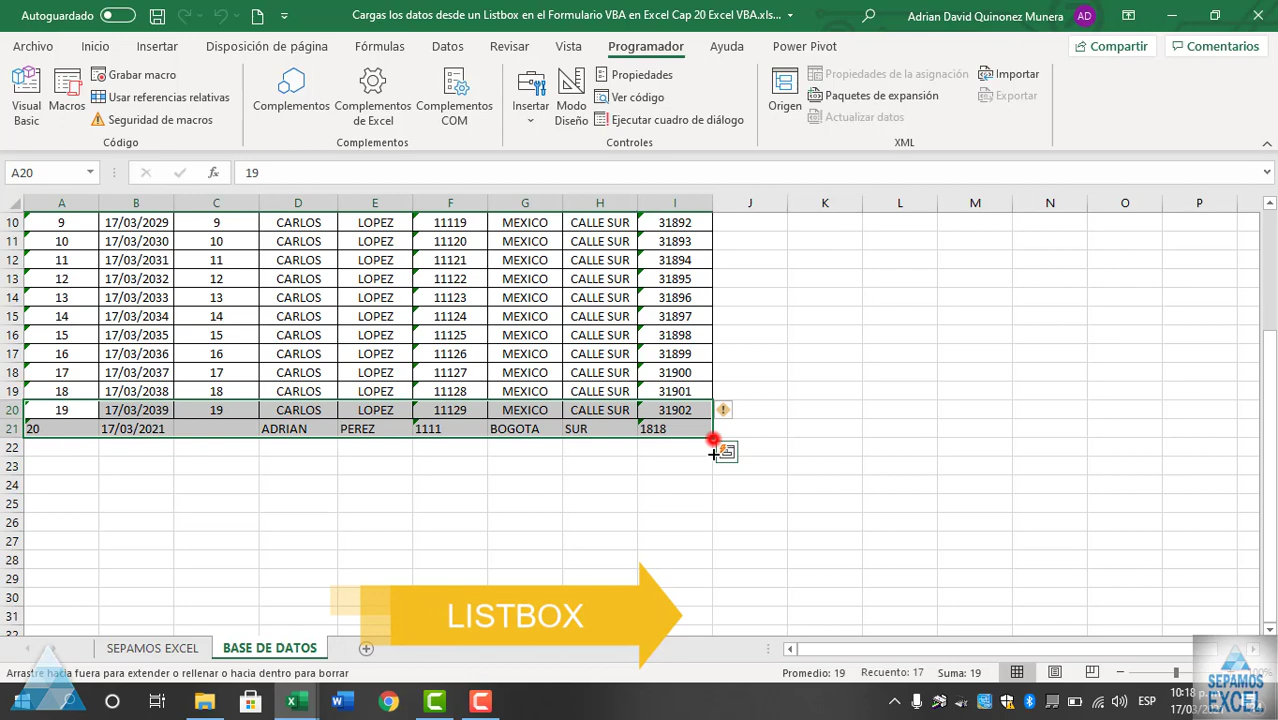 Autoguardado
Cargas los datos desde un Listbox en el Formulario VBA en Excel Cap 20 Excel VBA.xls...
Adrian David Quinonez Munera AD
Archivo Inicio Insertar Disposición de página Fórmulas Datos Revisar Vista Programador Ayuda Power Pivot Compartir Comentarios
Visual Basic
Macros
Grabar macro
Usar referencias relativas
Seguridad de macros
Código
Complementos
Complementos de Excel
Complementos COM
Complementos
Insertar
Modo Diseño
Propiedades
Ver código
Ejecutar cuadro de diálogo
Controles
Origen
Propiedades de la asignación
Paquetes de expansión
Actualizar datos
Importar
Exportar
XML
A20 fx 19
A B C D E F G H I J K L M N O P
10 9 17/03/2029 9 CARLOS LOPEZ 11119 MEXICO CALLE SUR 31892
11 10 17/03/2030 10 CARLOS LOPEZ 11120 MEXICO CALLE SUR 31893
12 11 17/03/2031 11 CARLOS LOPEZ 11121 MEXICO CALLE SUR 31894
13 12 17/03/2032 12 CARLOS LOPEZ 11122 MEXICO CALLE SUR 31895
14 13 17/03/2033 13 CARLOS LOPEZ 11123 MEXICO CALLE SUR 31896
15 14 17/03/2034 14 CARLOS LOPEZ 11124 MEXICO CALLE SUR 31897
16 15 17/03/2035 15 CARLOS LOPEZ 11125 MEXICO CALLE SUR 31898
17 16 17/03/2036 16 CARLOS LOPEZ 11126 MEXICO CALLE SUR 31899
18 17 17/03/2037 17 CARLOS LOPEZ 11127 MEXICO CALLE SUR 31900
19 18 17/03/2038 18 CARLOS LOPEZ 11128 MEXICO CALLE SUR 31901
20 19 17/03/2039 19 CARLOS LOPEZ 11129 MEXICO CALLE SUR 31902
21 20 17/03/2021 ADRIAN PEREZ 1111 BOGOTA SUR 1818
22
23
24
25
26
27
28
29
30
31
LISTBOX
SEPAMOS EXCEL BASE DE DATOS
Arrastre hacia fuera para extender o rellenar o hacia dentro para borrar
Promedio: 19 Recuento: 17 Suma: 19
SEPAMOS
EXCEL
ESP
10:18 p.
17/03/